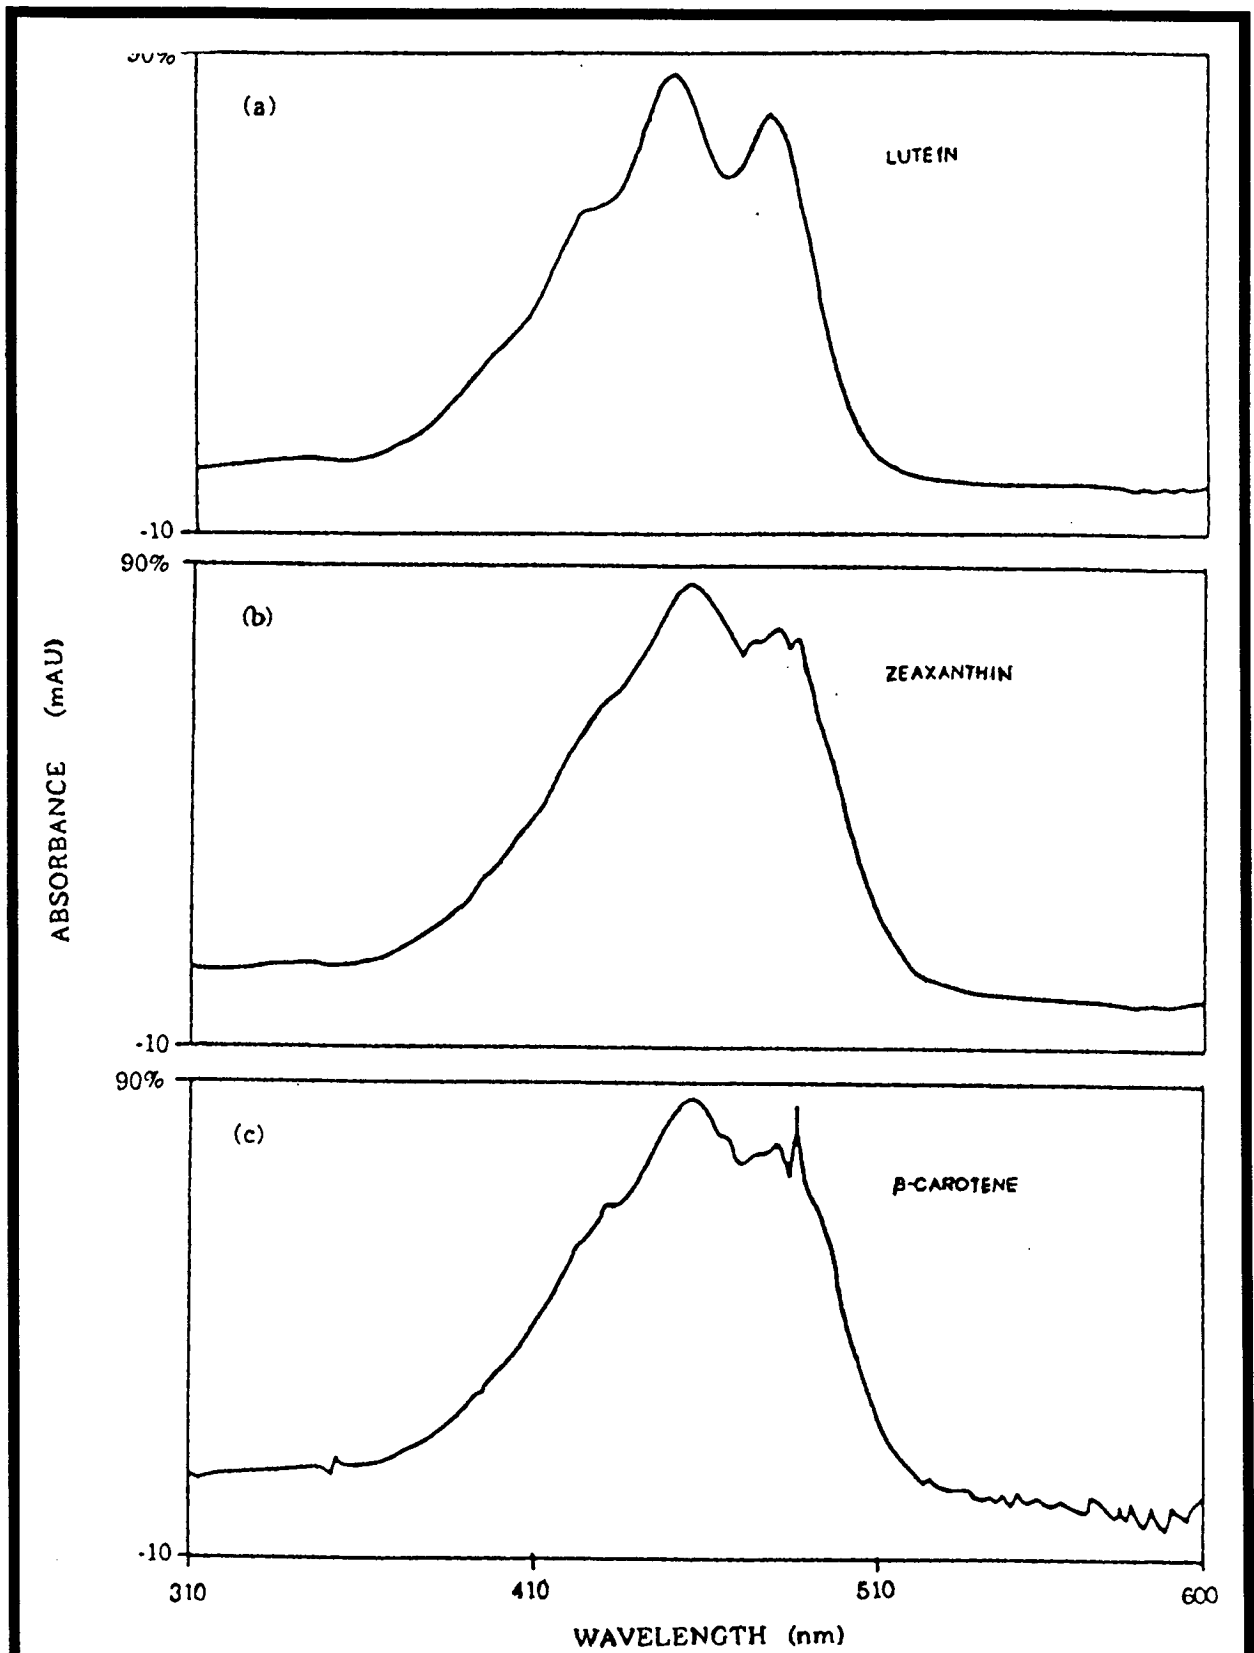 (a)
LUTEIN
-10
90%
(b)
ZEAXANTHIN
ABSORBANCE (mAU)
-10
90%
(c)
β-CAROTENE
-10
310
410
510
600
WAVELENGTH (nm)